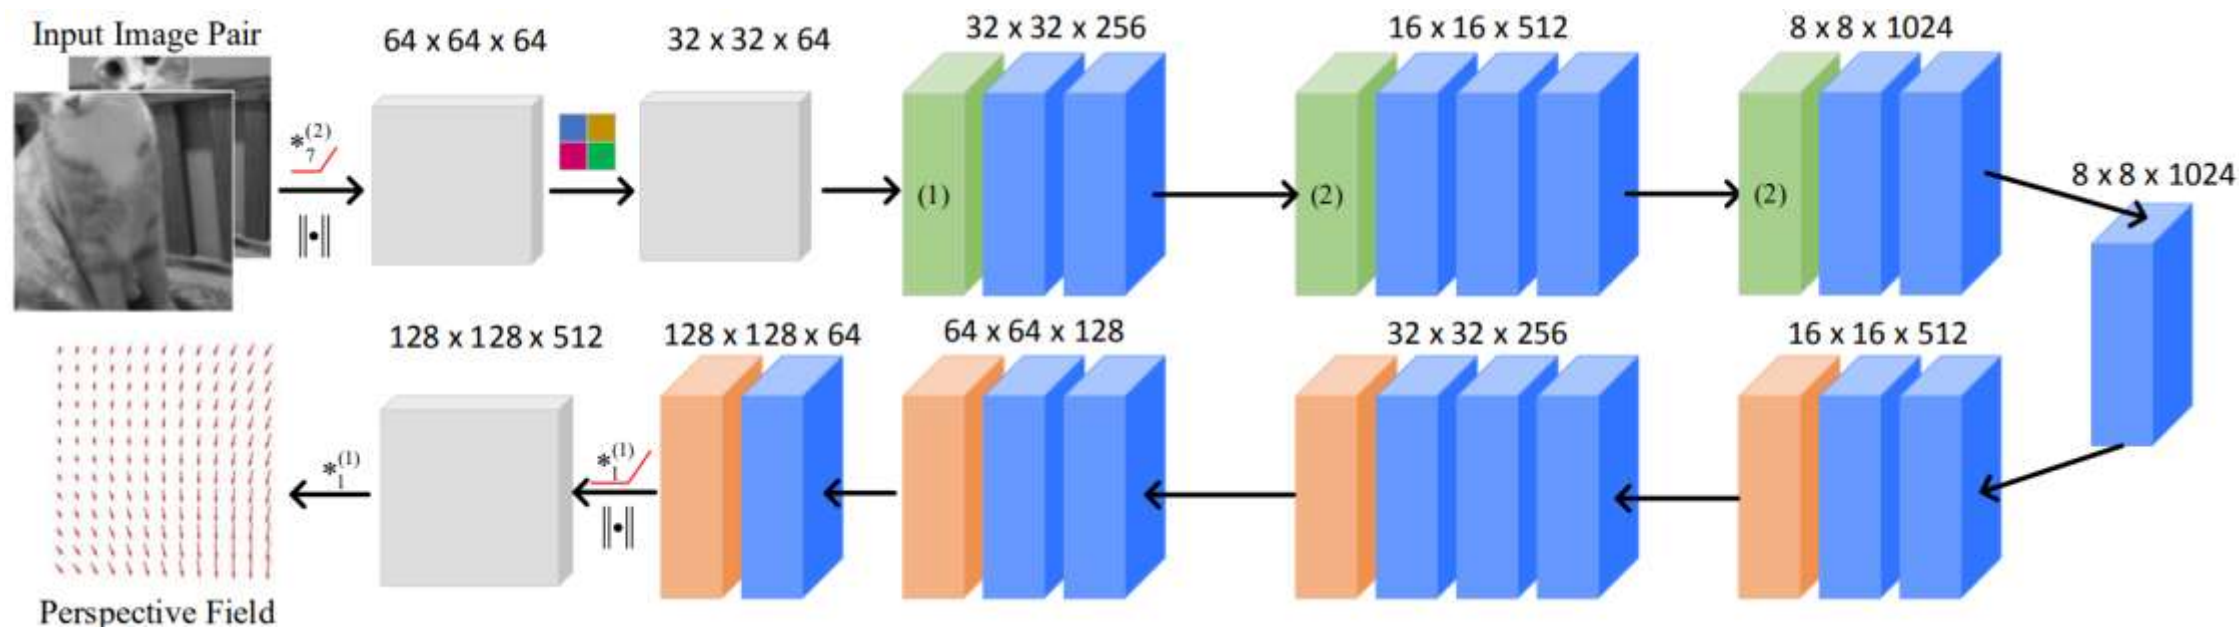 Input Image Pair
64 x 64 x 64
32 x 32 x 64
32 x 32 x 256
16 x 16 x 512
8 x 8 x 1024
8 x 8 x 1024
*₇⁽²⁾
‖•‖
(1)
(2)
(2)
128 x 128 x 512
128 x 128 x 64
64 x 64 x 128
32 x 32 x 256
16 x 16 x 512
*₁⁽¹⁾
*₁⁽¹⁾
‖•‖
Perspective Field